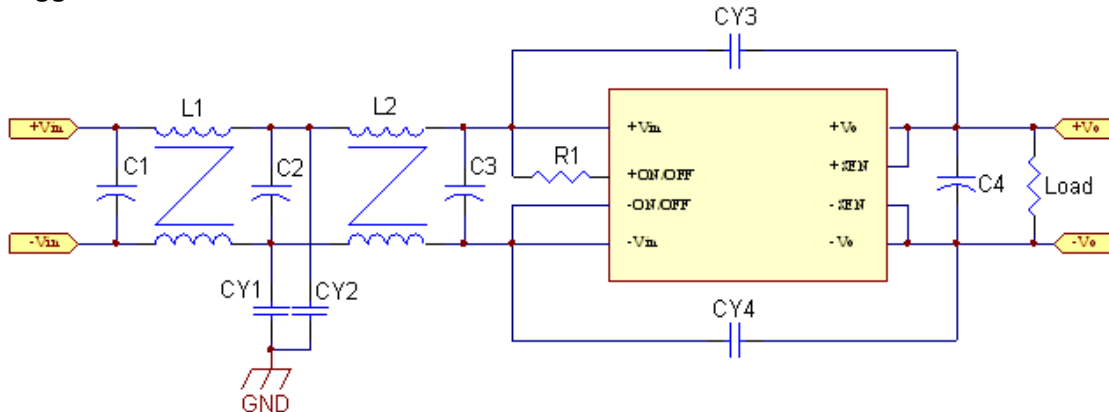 CY3
L1
L2
+Vin
+Vin
+Vo
+Vo
C1
C2
C3
R1
+ON/OFF
+SEN
C4
Load
-ON/OFF
-SEN
-Vin
-Vin
-Vo
-Vo
CY1
CY2
CY4
GND